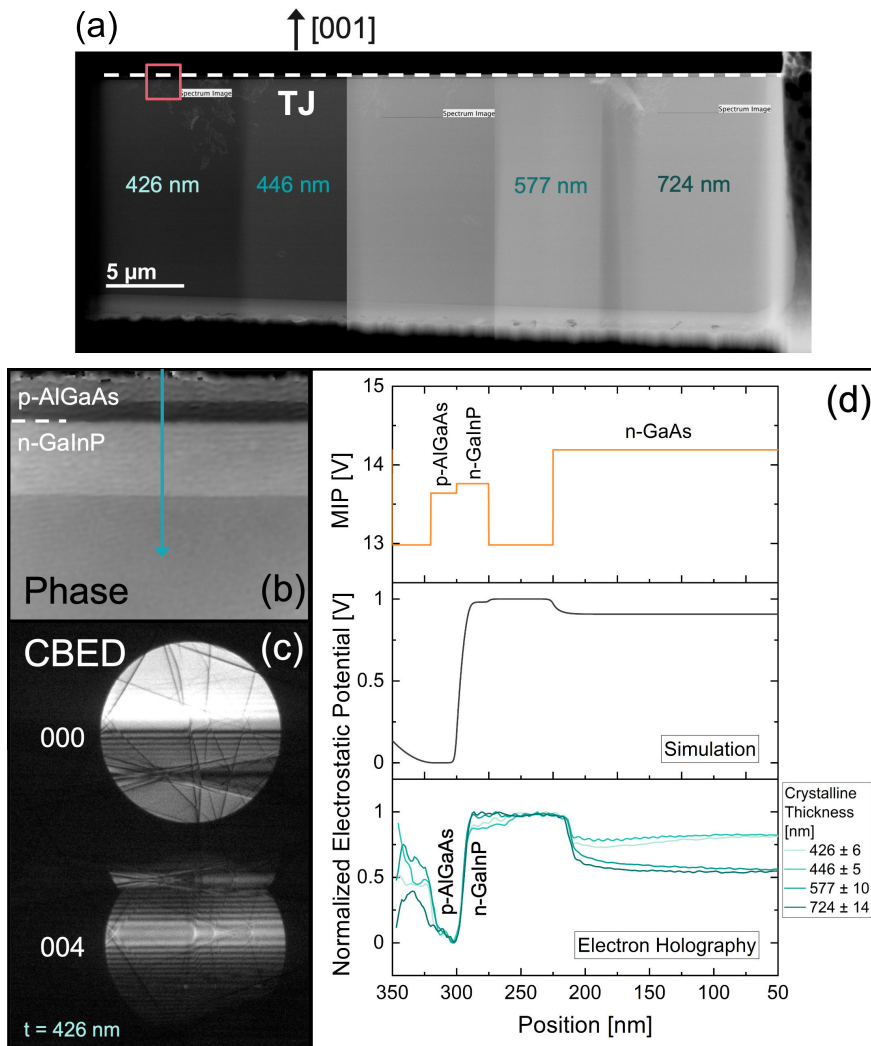 (a)
[001]
Spectrum Image
TJ
Spectrum Image
Spectrum Image
426 nm
446 nm
577 nm
724 nm
5 µm
p-AlGaAs
n-GaInP
Phase
(b)
CBED
(c)
000
004
t = 426 nm
(d)
15
14
13
MIP [V]
p-AlGaAs
n-GaInP
n-GaAs
1
0.5
0
Normalized Electrostatic Potential [V]
Simulation
1
0.5
0
p-AlGaAs
n-GaInP
Electron Holography
Crystalline
Thickness
[nm]
426 ± 6
446 ± 5
577 ± 10
724 ± 14
350
300
250
200
150
100
50
Position [nm]